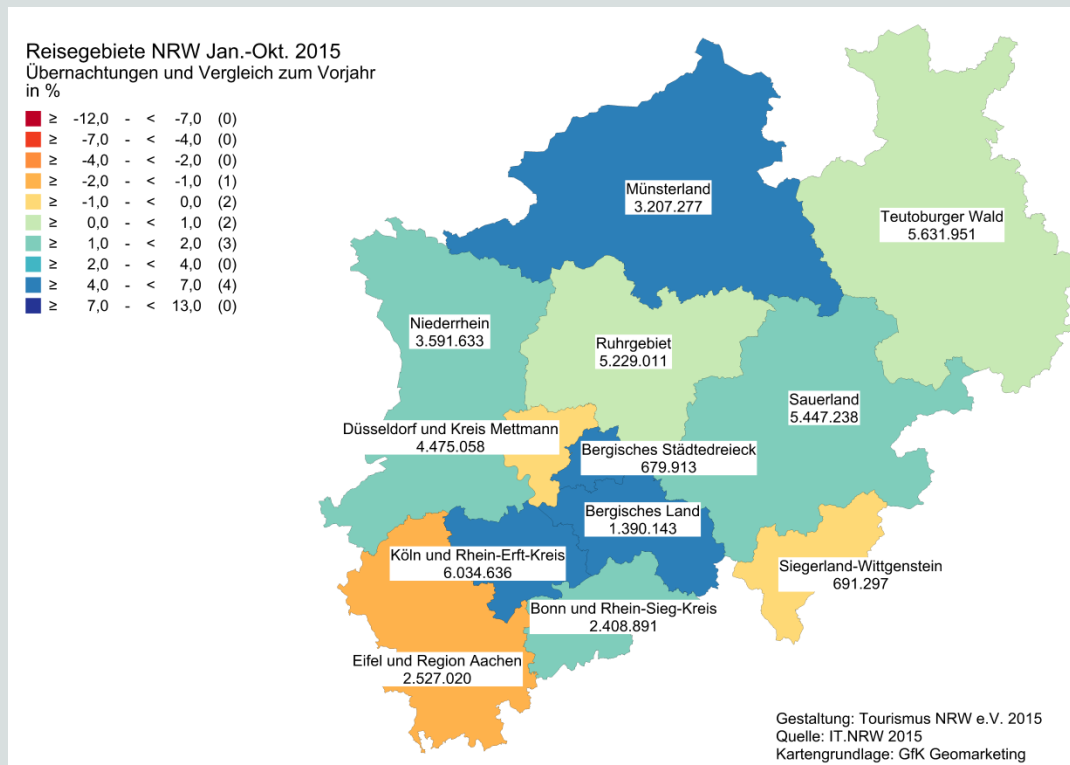 Reisegebiete NRW Jan.-Okt. 2015
Übernachtungen und Vergleich zum Vorjahr
in %
≥ -12,0 - < -7,0 (0)
≥ -7,0 - < -4,0 (0)
≥ -4,0 - < -2,0 (0)
≥ -2,0 - < -1,0 (1)
≥ -1,0 - < 0,0 (2)
≥ 0,0 - < 1,0 (2)
≥ 1,0 - < 2,0 (3)
≥ 2,0 - < 4,0 (0)
≥ 4,0 - < 7,0 (4)
≥ 7,0 - < 13,0 (0)
Münsterland
3.207.277
Teutoburger Wald
5.631.951
Niederrhein
3.591.633
Ruhrgebiet
5.229.011
Sauerland
5.447.238
Düsseldorf und Kreis Mettmann
4.475.058
Bergisches Städtedreieck
679.913
Bergisches Land
1.390.143
Köln und Rhein-Erft-Kreis
6.034.636
Siegerland-Wittgenstein
691.297
Bonn und Rhein-Sieg-Kreis
2.408.891
Eifel und Region Aachen
2.527.020
Gestaltung: Tourismus NRW e.V. 2015
Quelle: IT.NRW 2015
Kartengrundlage: GfK Geomarketing